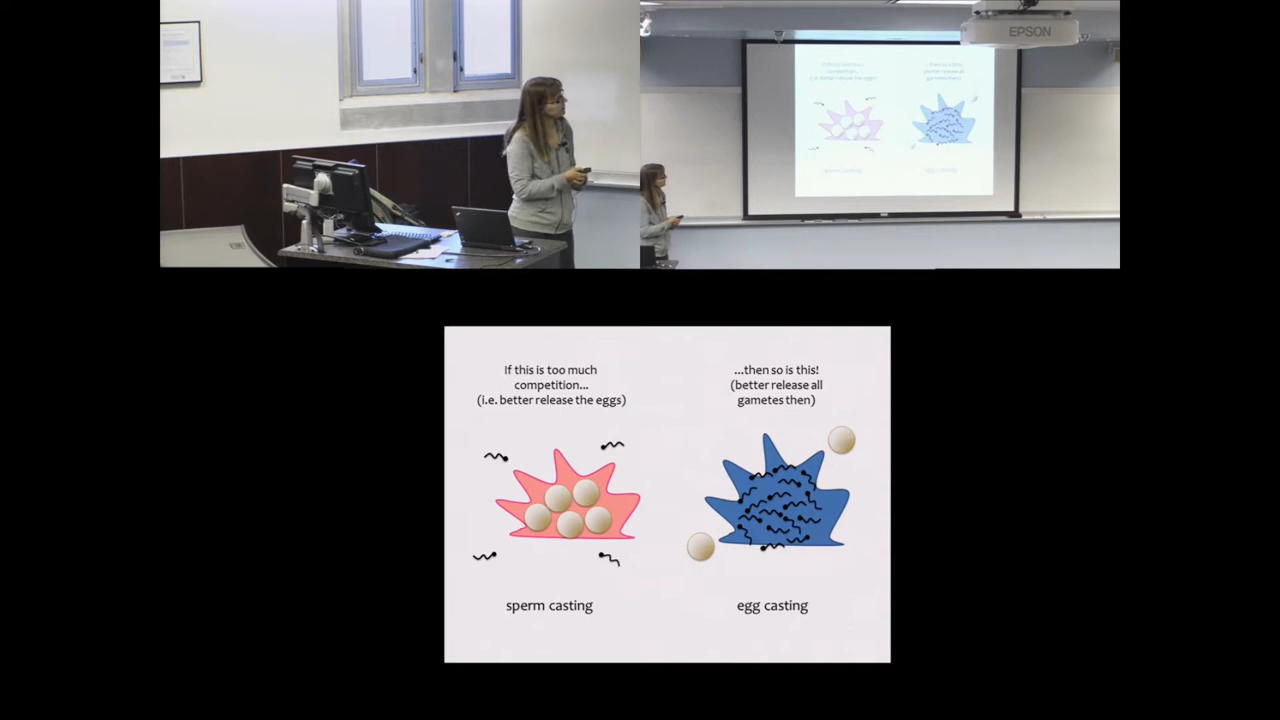 EPSON
If this is too much
competition...
(i.e. better release the eggs)
...then so is this!
(better release all
gametes then)
sperm casting
egg casting